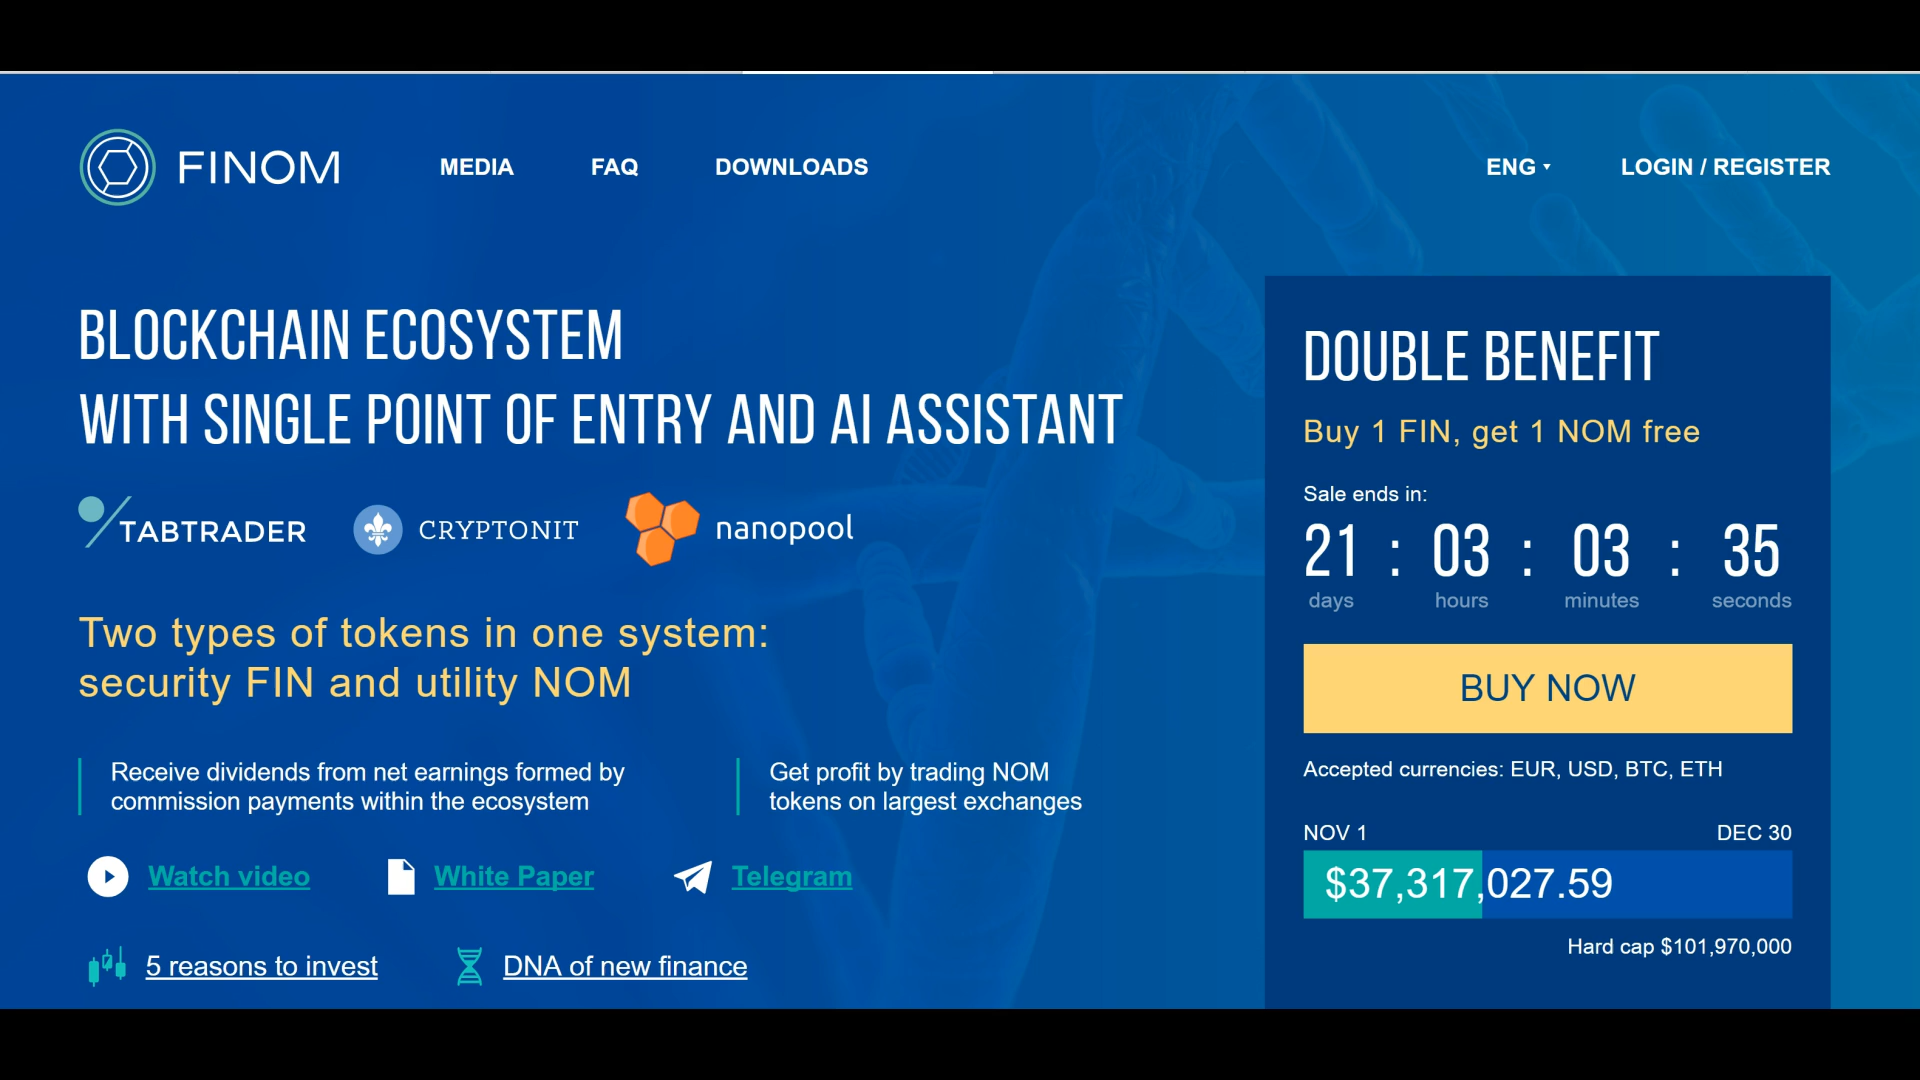 FINOM
MEDIA
FAQ
DOWNLOADS
ENG
LOGIN / REGISTER
BLOCKCHAIN ECOSYSTEM
WITH SINGLE POINT OF ENTRY AND AI ASSISTANT
TABTRADER
CRYPTONIT
nanopool
Two types of tokens in one system:
security FIN and utility NOM
Receive dividends from net earnings formed by
commission payments within the ecosystem
Get profit by trading NOM
tokens on largest exchanges
Watch video
White Paper
Telegram
5 reasons to invest
DNA of new finance
DOUBLE BENEFIT
Buy 1 FIN, get 1 NOM free
Sale ends in:
21 : 03 : 03 : 35
days hours minutes seconds
BUY NOW
Accepted currencies: EUR, USD, BTC, ETH
NOV 1 DEC 30
$37,317,027.59
Hard cap $101,970,000